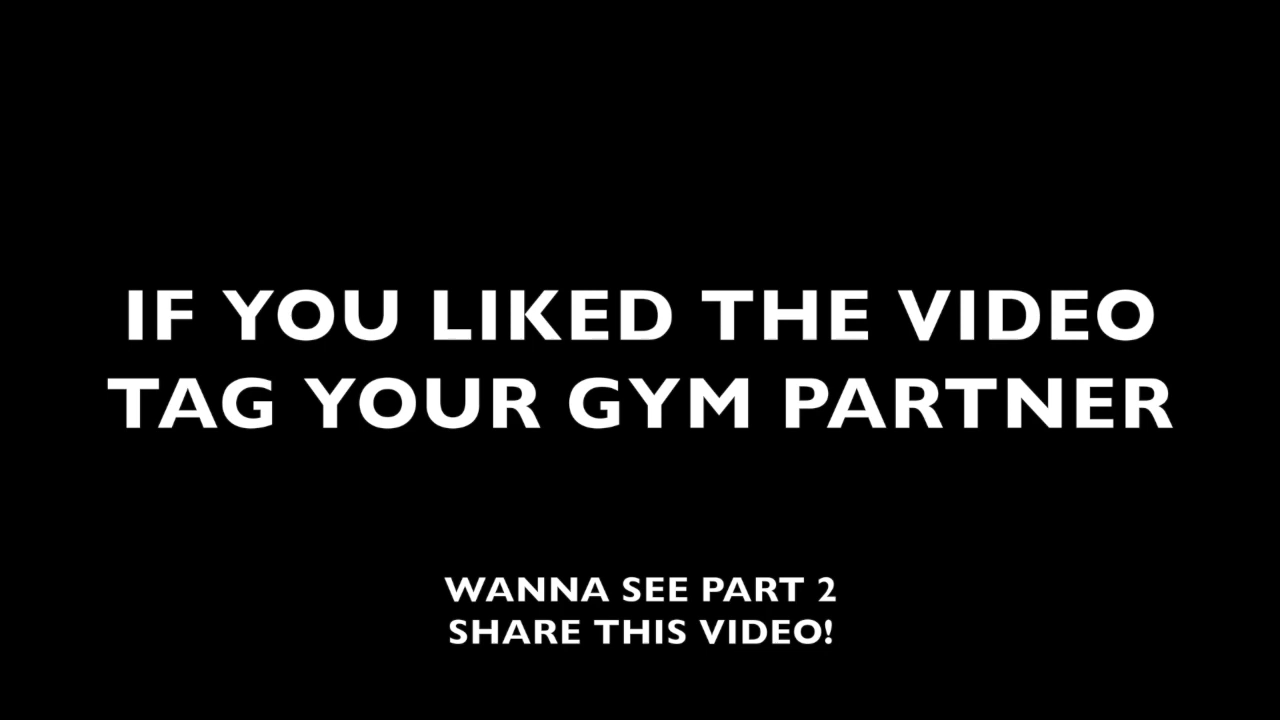 IF YOU LIKED THE VIDEO
TAG YOUR GYM PARTNER
WANNA SEE PART 2
SHARE THIS VIDEO!